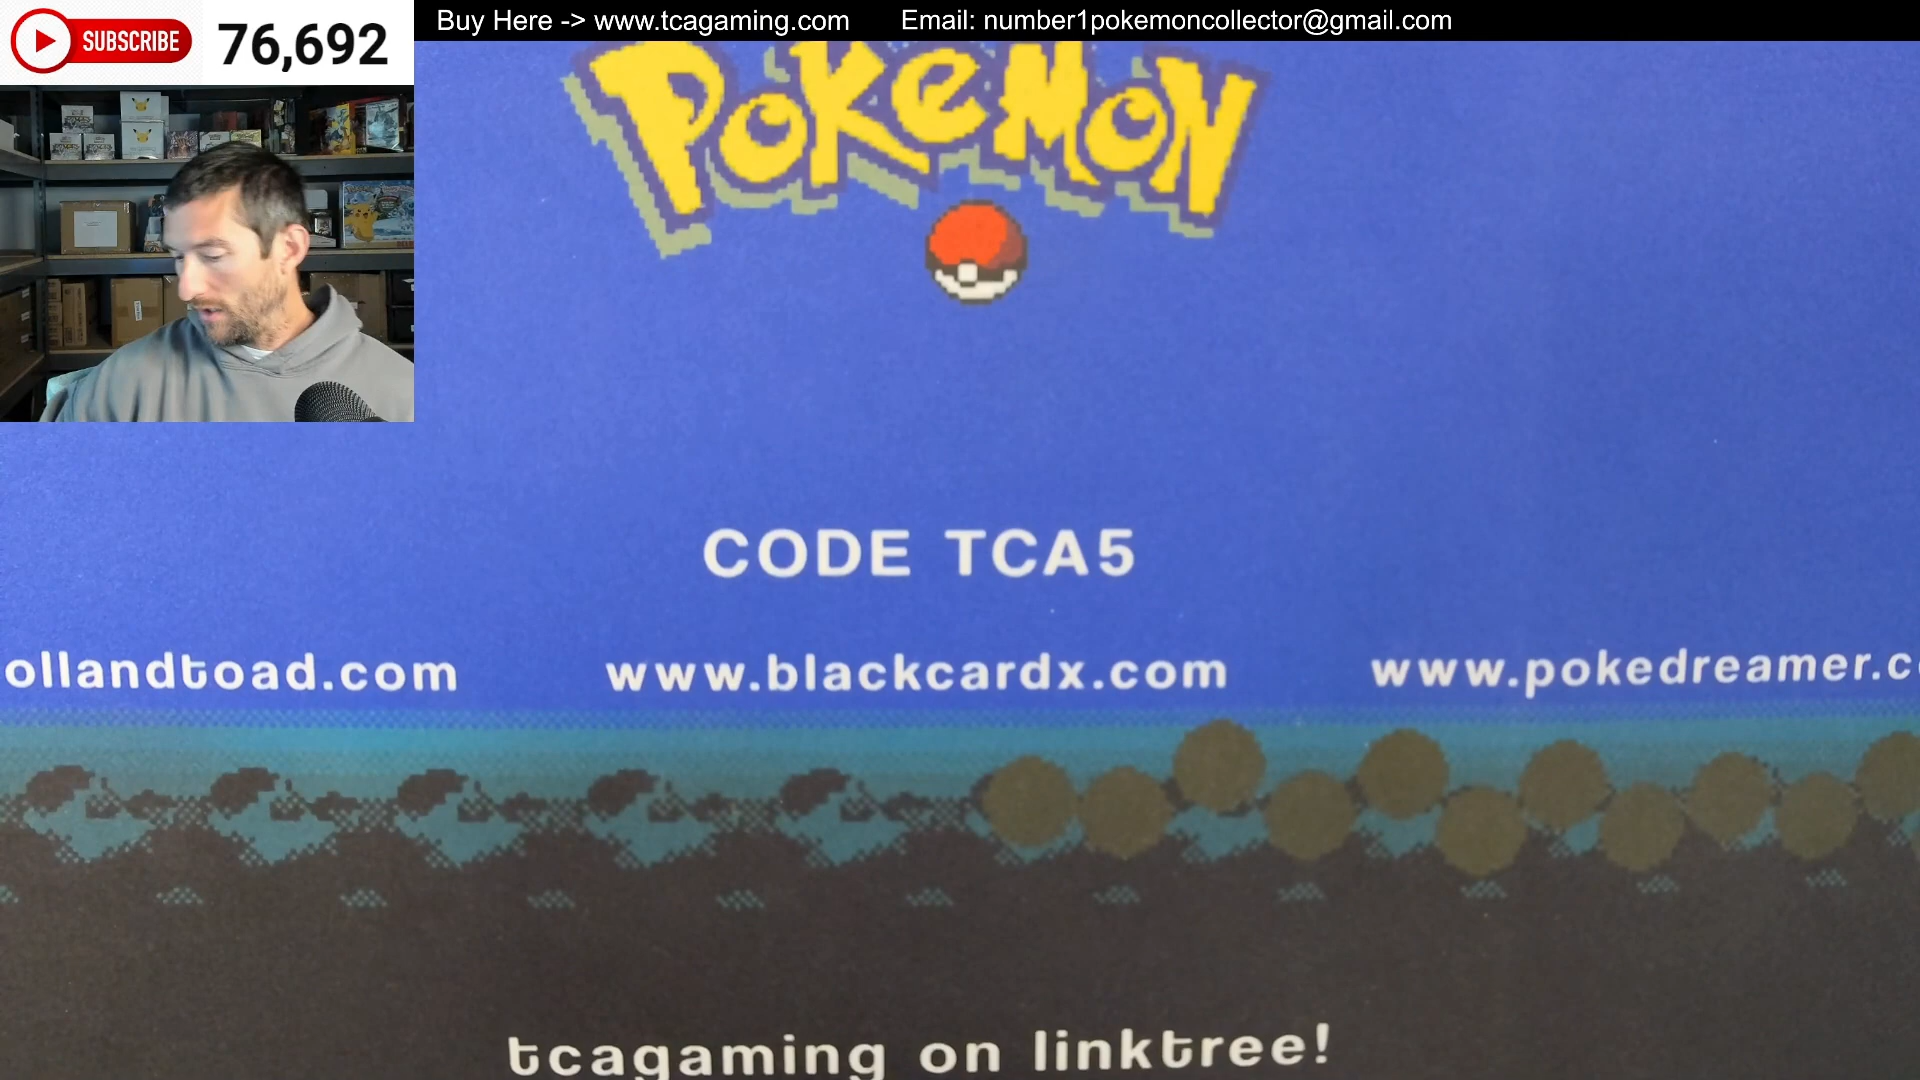 SUBSCRIBE 76,692
Buy Here -> www.tcagaming.com Email: number1pokemoncollector@gmail.com
POKEMON
CODE TCA5
ollandtoad.com www.blackcardx.com www.pokedreamer.c
tcagaming on linktree!